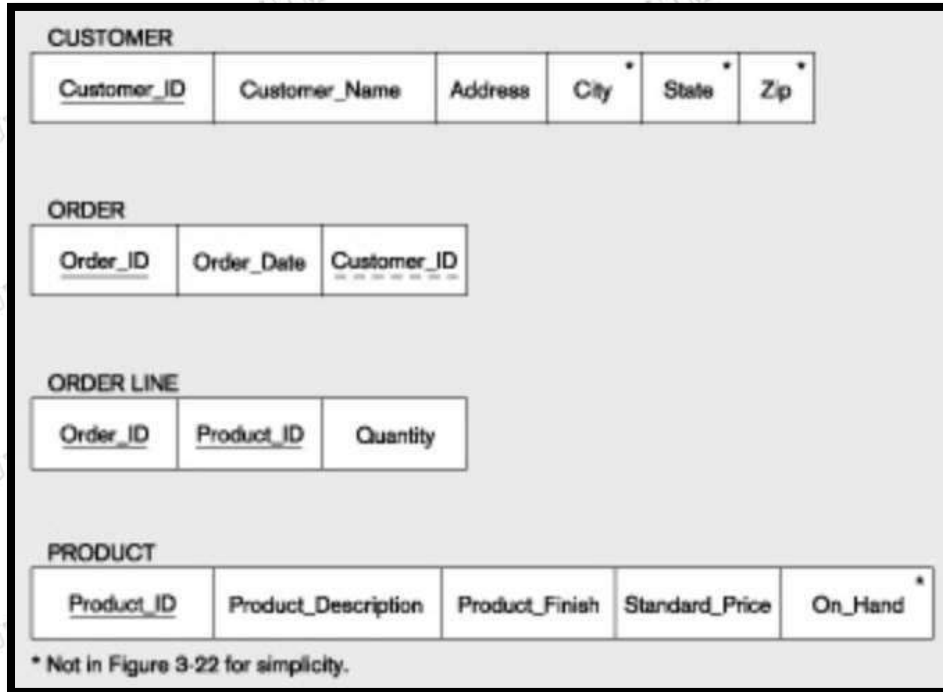 CUSTOMER
Customer_ID Customer_Name Address City * State * Zip *
ORDER
Order_ID Order_Date Customer_ID
ORDER LINE
Order_ID Product_ID Quantity
PRODUCT
Product_ID Product_Description Product_Finish Standard_Price On_Hand *
* Not in Figure 3-22 for simplicity.